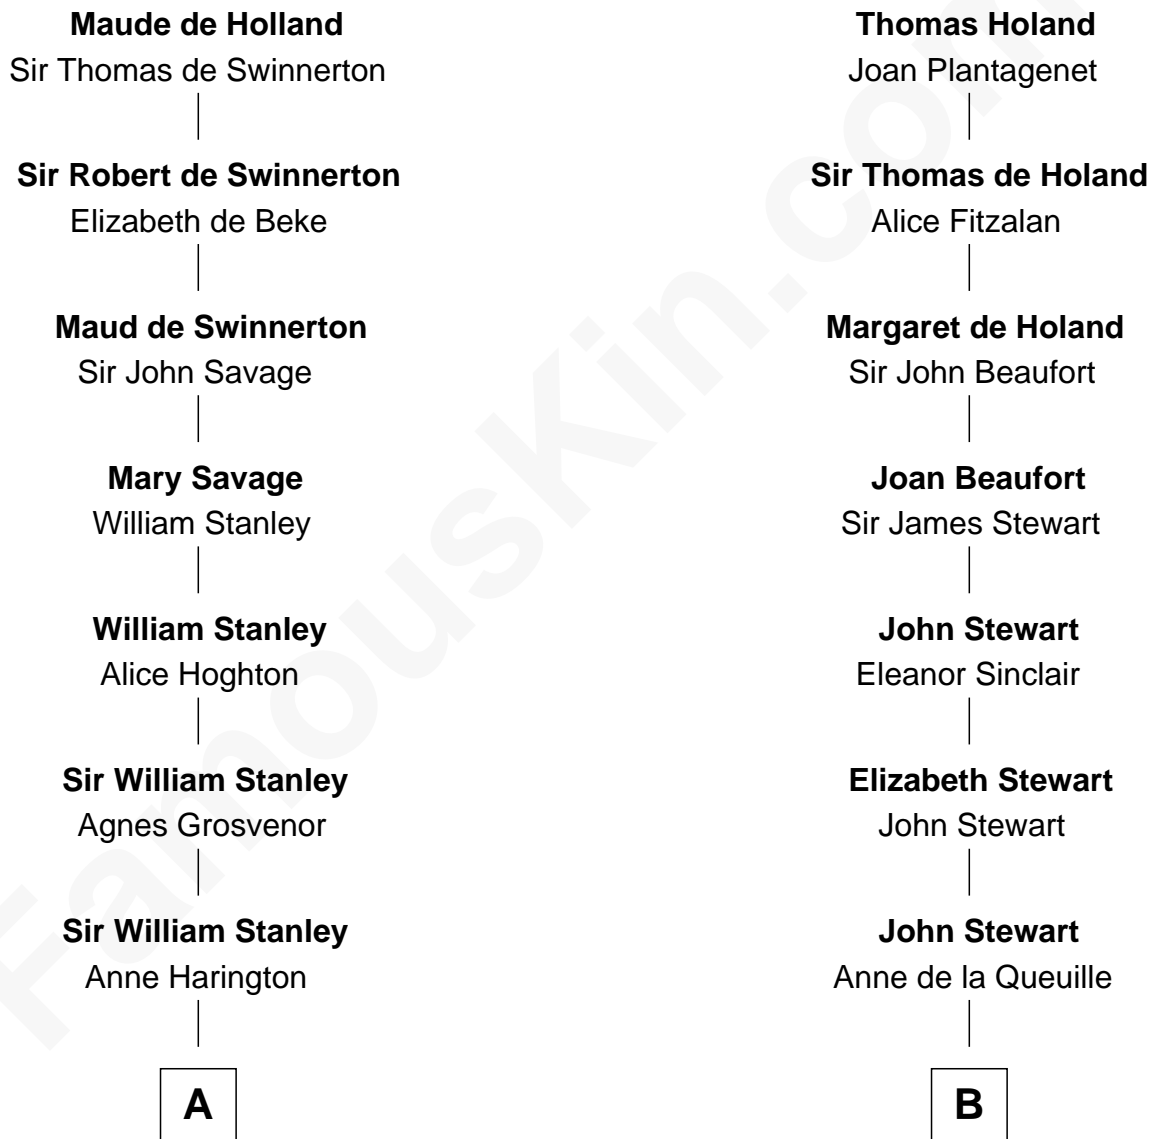 Maude de Holland
Sir Thomas de Swinnerton
Sir Robert de Swinnerton
Elizabeth de Beke
Maud de Swinnerton
Sir John Savage
Mary Savage
William Stanley
William Stanley
Alice Hoghton
Sir William Stanley
Agnes Grosvenor
Sir William Stanley
Anne Harington
A
Thomas Holand
Joan Plantagenet
Sir Thomas de Holand
Alice Fitzalan
Margaret de Holand
Sir John Beaufort
Joan Beaufort
Sir James Stewart
John Stewart
Eleanor Sinclair
Elizabeth Stewart
John Stewart
John Stewart
Anne de la Queuille
B
FamousKin.com